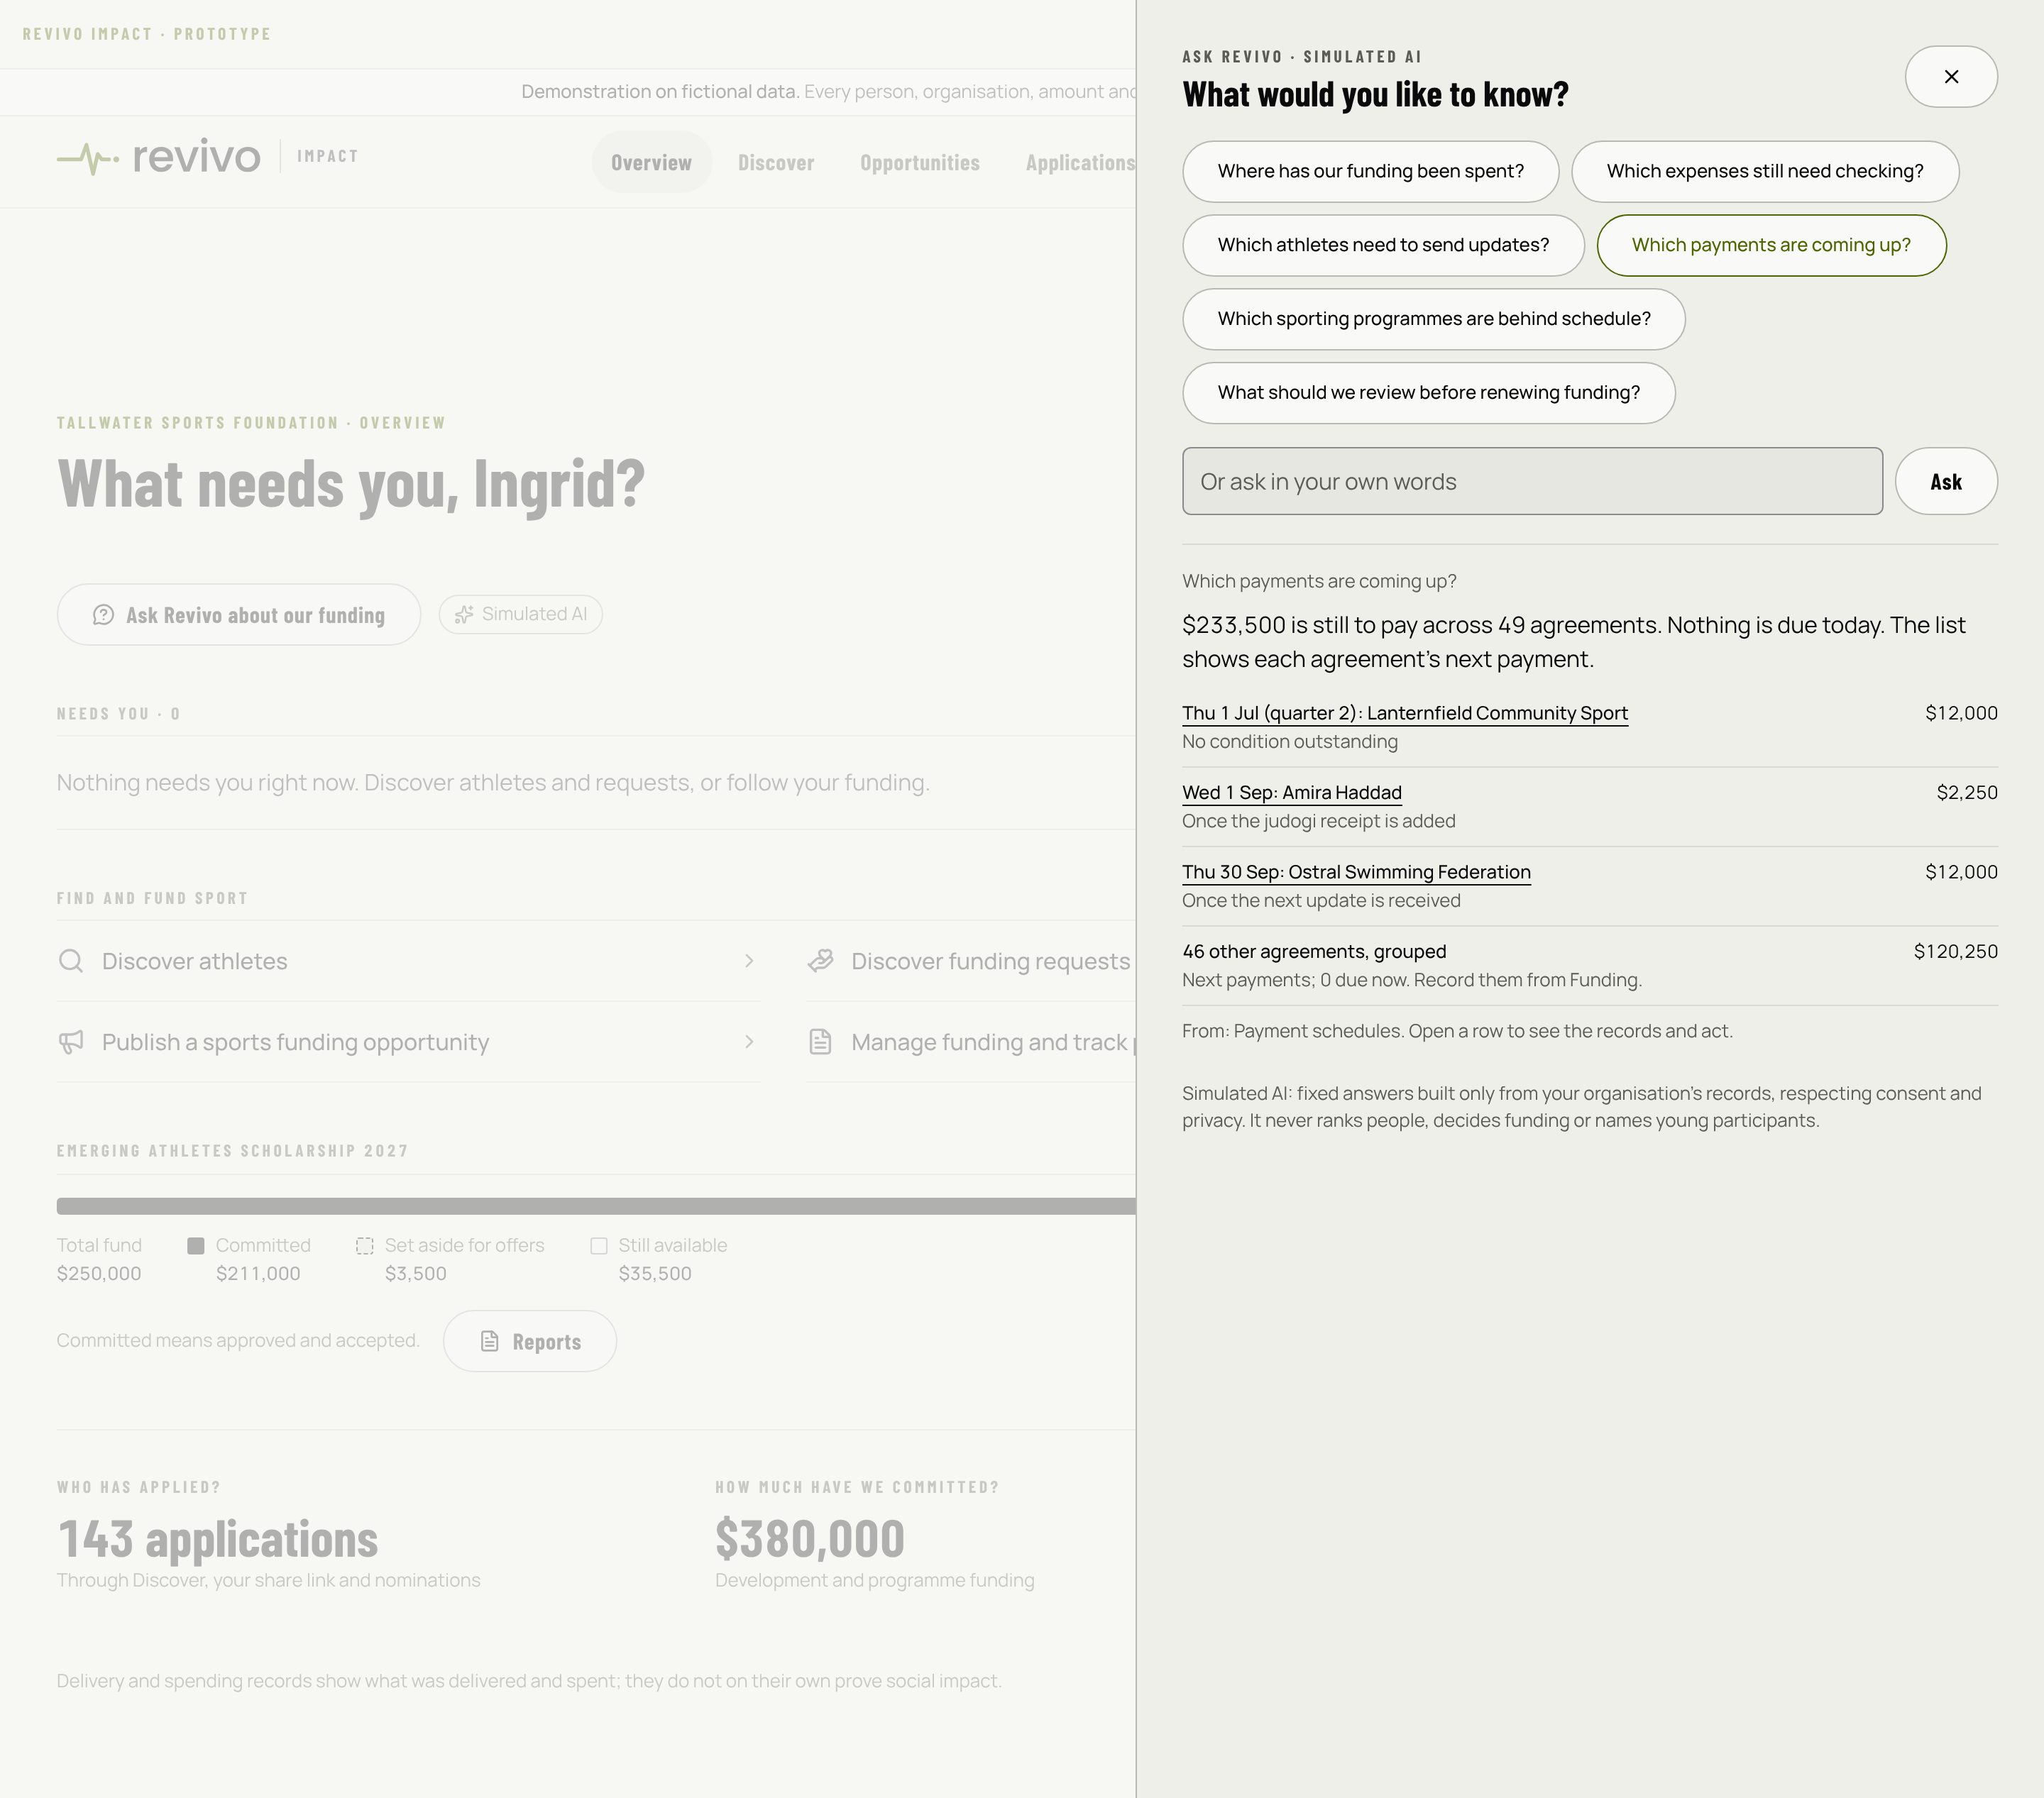 REVIVO IMPACT · PROTOTYPE
Demonstration on fictional data. Every person, organisation, amount and
revivo IMPACT
Overview Discover Opportunities Applications
TALLWATER SPORTS FOUNDATION · OVERVIEW
What needs you, Ingrid?
Ask Revivo about our funding
Simulated AI
NEEDS YOU · 0
Nothing needs you right now. Discover athletes and requests, or follow your funding.
FIND AND FUND SPORT
Discover athletes
Discover funding requests
Publish a sports funding opportunity
Manage funding and track
EMERGING ATHLETES SCHOLARSHIP 2027
Total fund Committed Set aside for offers Still available
$250,000 $211,000 $3,500 $35,500
Committed means approved and accepted.
Reports
WHO HAS APPLIED?
143 applications
Through Discover, your share link and nominations
HOW MUCH HAVE WE COMMITTED?
$380,000
Development and programme funding
Delivery and spending records show what was delivered and spent; they do not on their own prove social impact.
ASK REVIVO · SIMULATED AI
What would you like to know?
Where has our funding been spent?
Which expenses still need checking?
Which athletes need to send updates?
Which payments are coming up?
Which sporting programmes are behind schedule?
What should we review before renewing funding?
Or ask in your own words
Ask
Which payments are coming up?
$233,500 is still to pay across 49 agreements. Nothing is due today. The list
shows each agreement’s next payment.
Thu 1 Jul (quarter 2): Lanternfield Community Sport $12,000
No condition outstanding
Wed 1 Sep: Amira Haddad $2,250
Once the judogi receipt is added
Thu 30 Sep: Ostral Swimming Federation $12,000
Once the next update is received
46 other agreements, grouped $120,250
Next payments; 0 due now. Record them from Funding.
From: Payment schedules. Open a row to see the records and act.
Simulated AI: fixed answers built only from your organisation’s records, respecting consent and
privacy. It never ranks people, decides funding or names young participants.